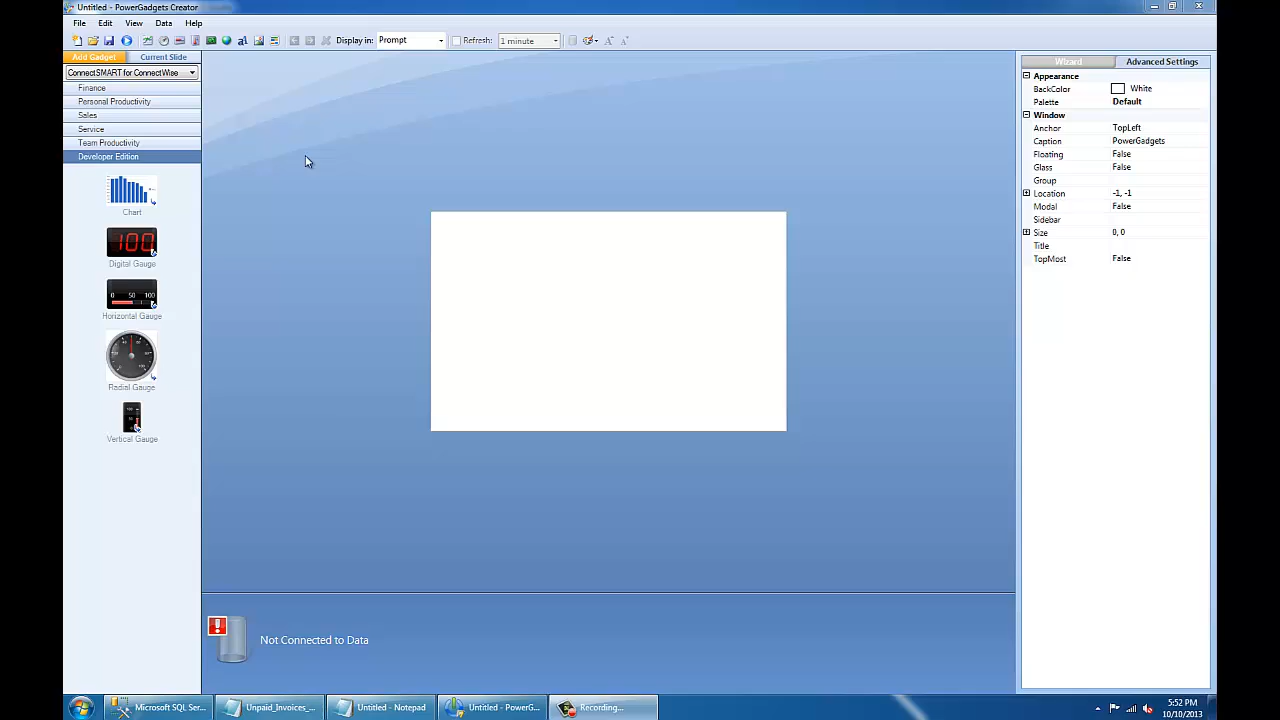 Untitled - PowerGadgets Creator
File Edit View Data Help
Display in: Prompt Refresh: 1 minute
Add Gadget Current Slide
ConnectSMART for ConnectWise
Finance
Personal Productivity
Sales
Service
Team Productivity
Developer Edition
Chart
100
Digital Gauge
0 50 100
Horizontal Gauge
Radial Gauge
Vertical Gauge
Not Connected to Data
Wizard Advanced Settings
Appearance
BackColor White
Palette Default
Window
Anchor TopLeft
Caption PowerGadgets
Floating False
Glass False
Group
Location -1, -1
Modal False
Sidebar
Size 0, 0
Title
TopMost False
Microsoft SQL Ser... Unpaid_Invoices_... Untitled - Notepad Untitled - PowerG... Recording...
5:52 PM
10/10/2013